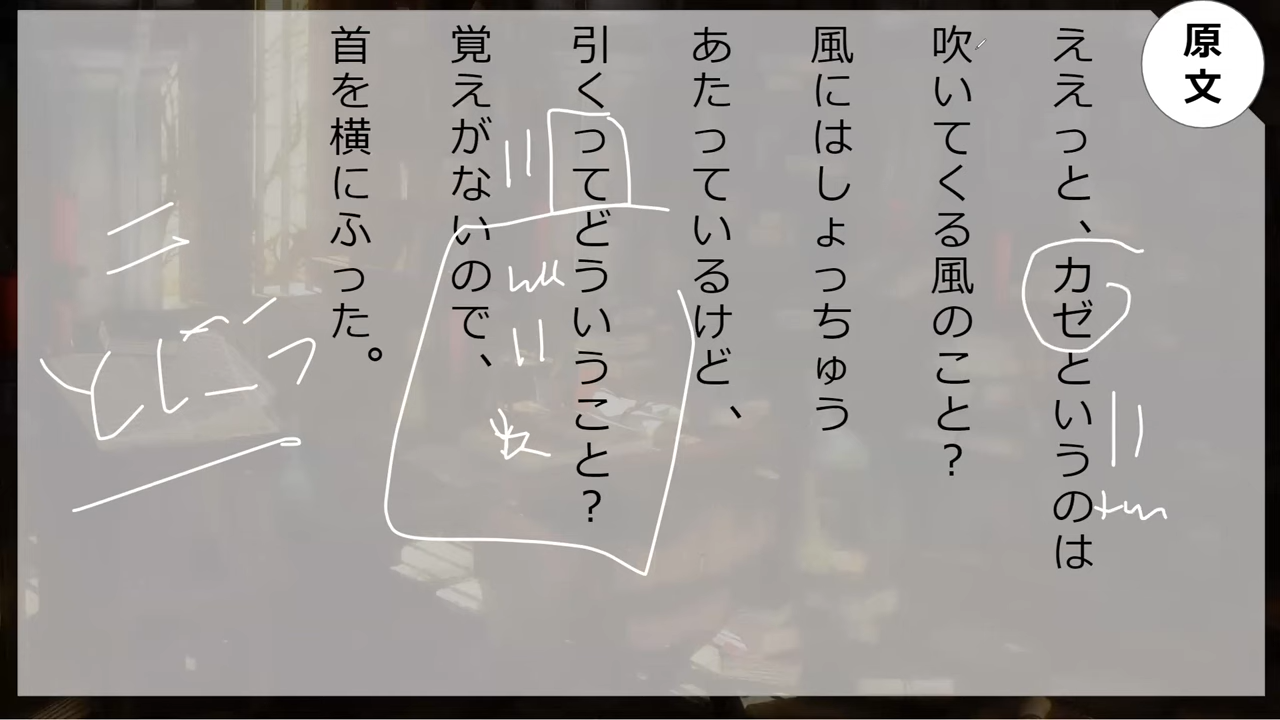 原文
ええっと、カゼというのは
吹いてくる風のこと？
風にはしょっちゅう
あたっているけど、
引くってどういうこと？
覚えがないので、
首を横にふった。